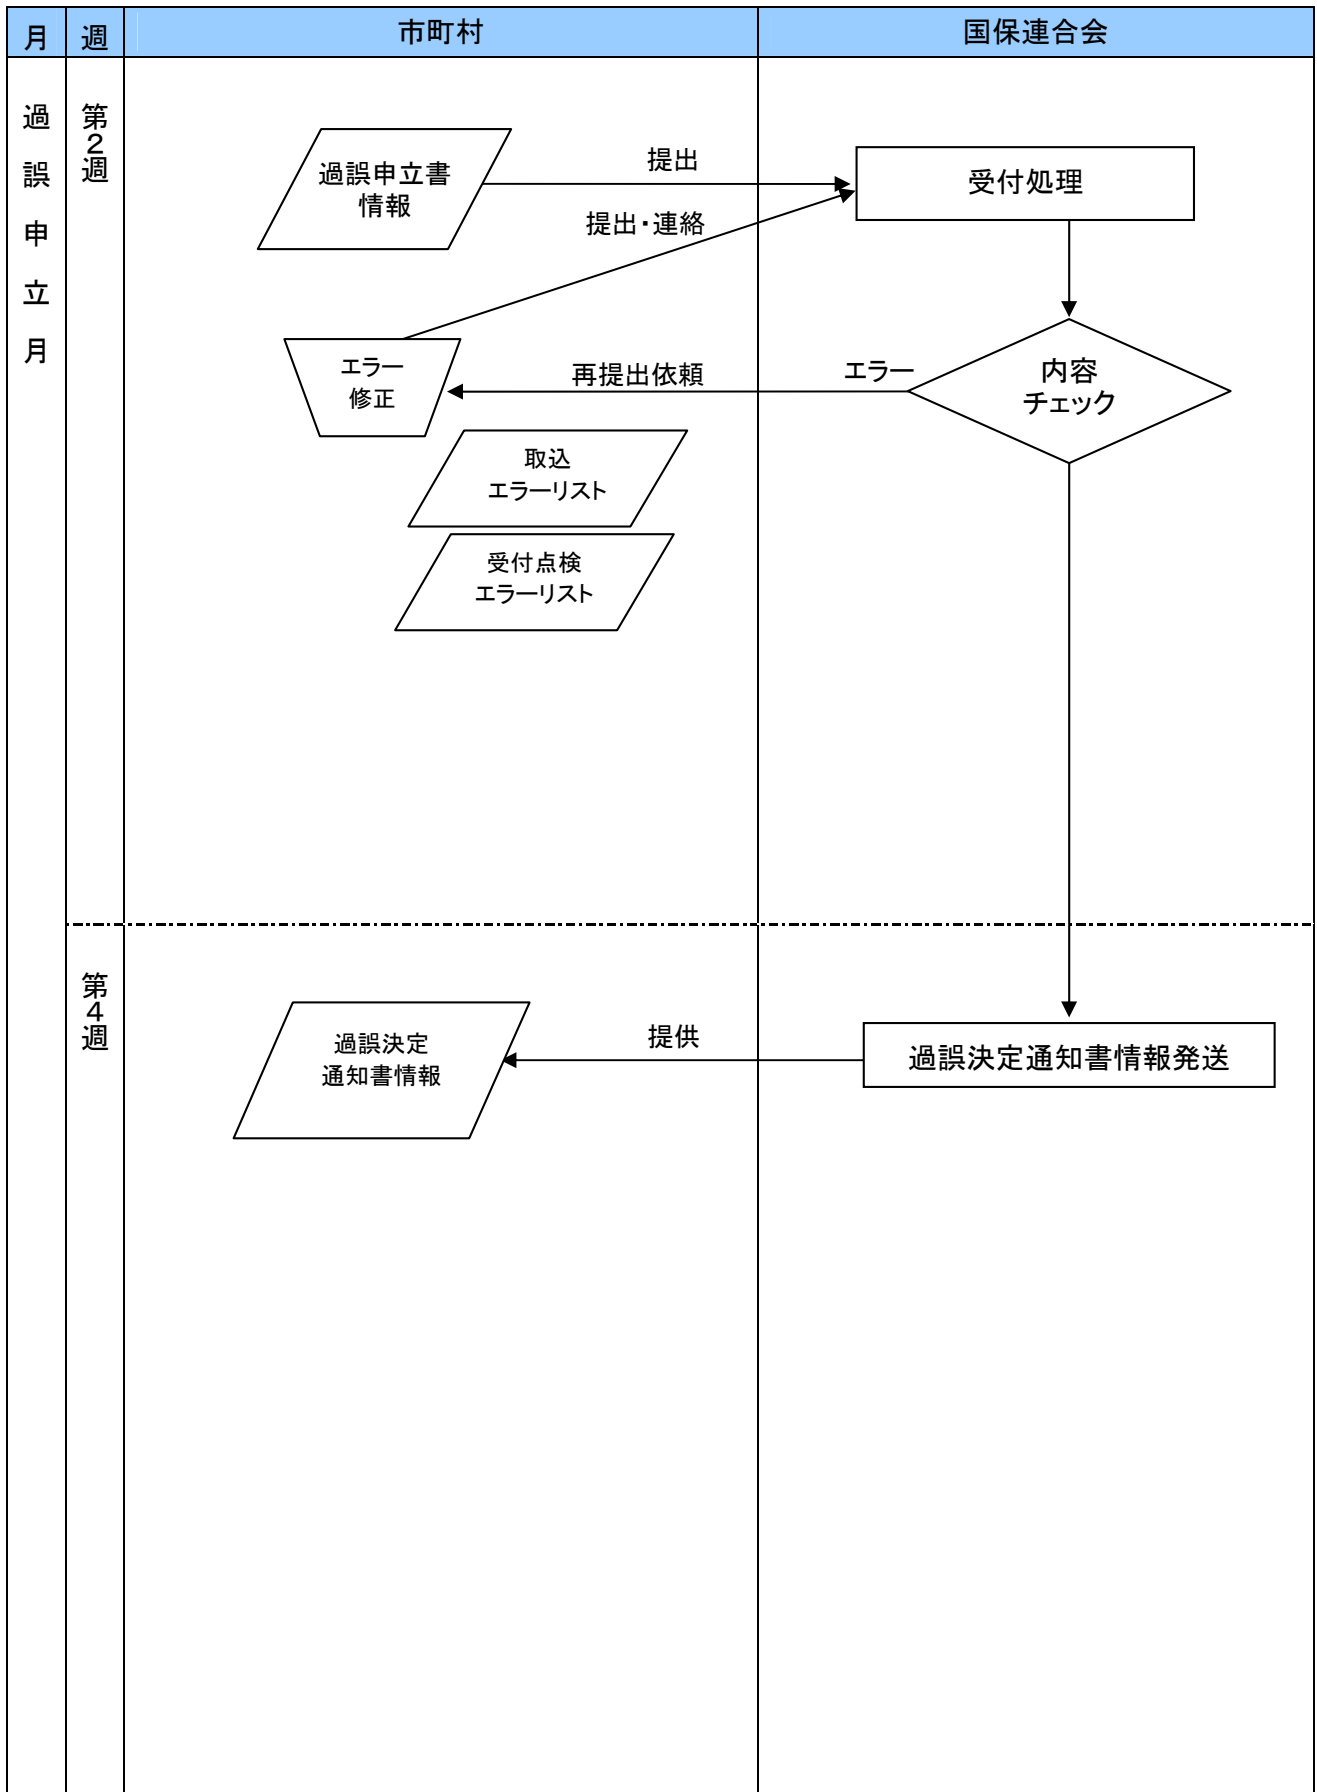 月
週
市町村
国保連合会
過誤申立月
第2週
過誤申立書
情報
提出
受付処理
提出・連絡
エラー
修正
再提出依頼
エラー
内容
チェック
取込
エラーリスト
受付点検
エラーリスト
第4週
過誤決定
通知書情報
提供
過誤決定通知書情報発送